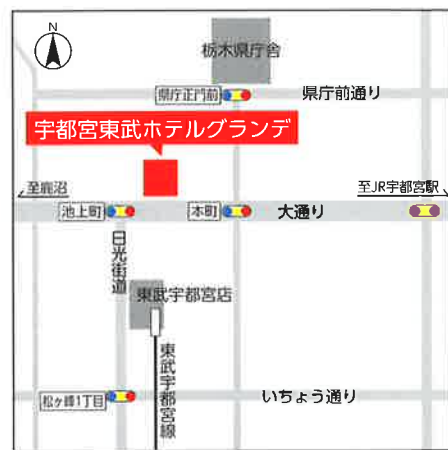 N
栃木県庁舎
県庁正門前
県庁前通り
宇都宮東武ホテルグランデ
至鹿沼
至JR宇都宮駅
池上町
本町
大通り
日光街道
東武宇都宮店
東武宇都宮線
松ヶ峰1丁目
いちょう通り